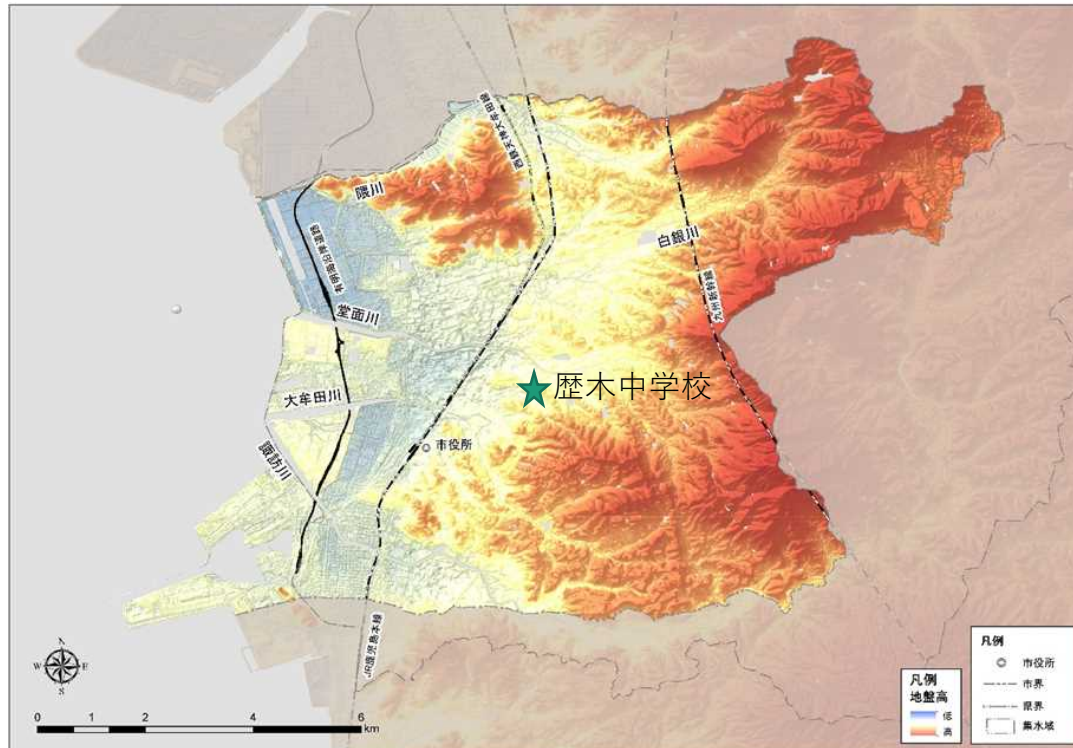 西鉄天神大牟田線
隈川
有明海沿岸道路
白銀川
九州新幹線
堂面川
歴木中学校
大牟田川
市役所
諏訪川
JR鹿児島本線
N
W
E
S
0 1 2 4 6
km
凡例
地盤高
低
高
凡例
市役所
市界
県界
集水域